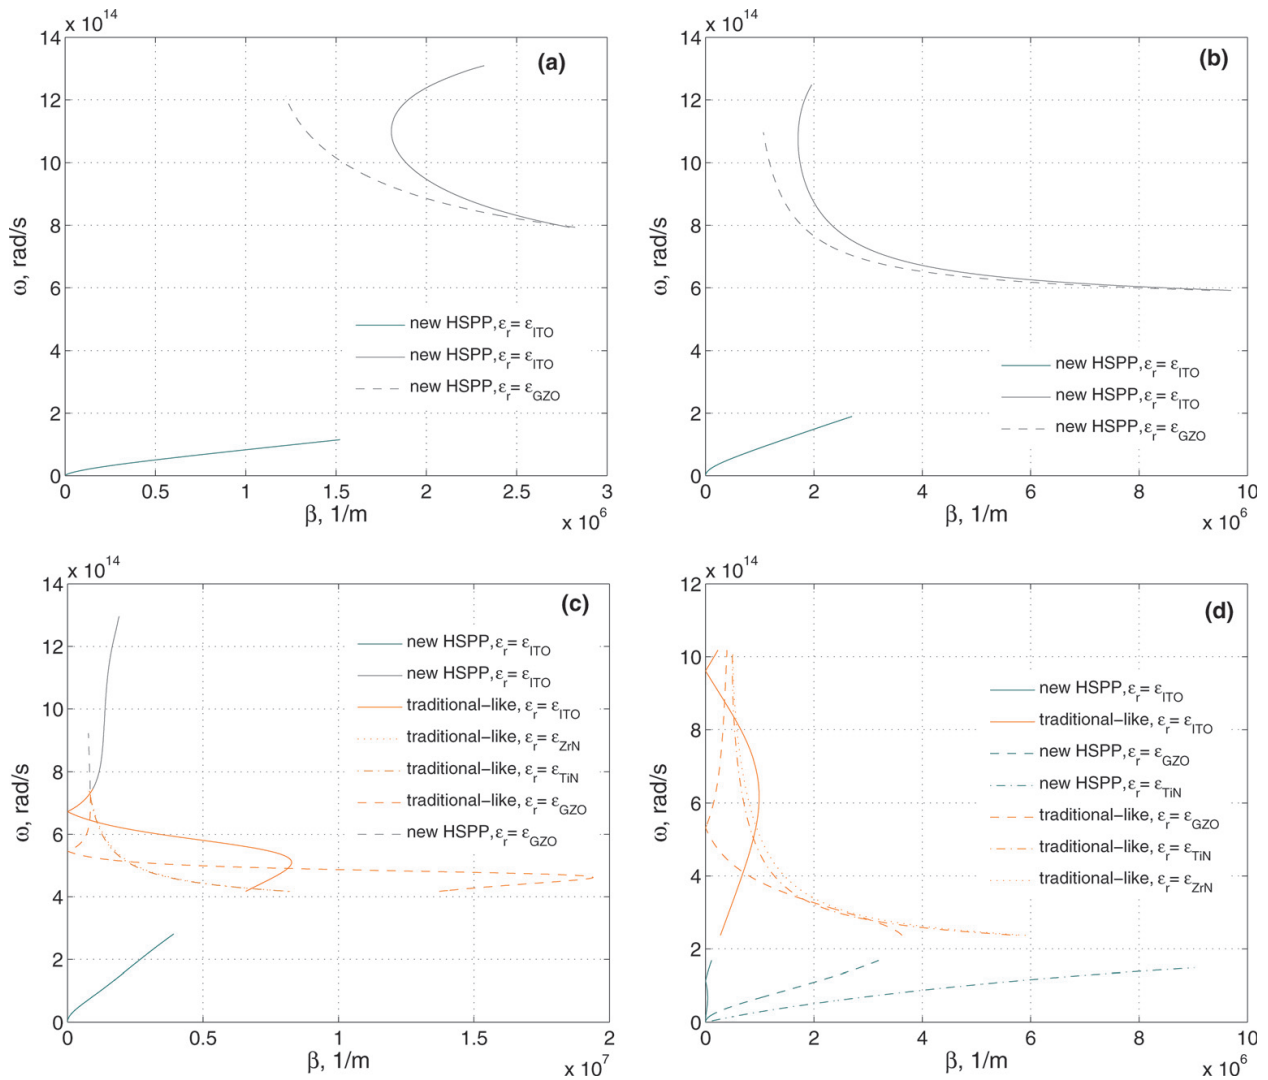 x 10^14
14
12
10
8
6
4
2
0
ω, rad/s
(a)
new HSPP, ε_r = ε_ITO
new HSPP, ε_r = ε_ITO
new HSPP, ε_r = ε_GZO
0 0.5 1 1.5 2 2.5 3
β, 1/m
x 10^6
x 10^14
14
12
10
8
6
4
2
0
ω, rad/s
(b)
new HSPP, ε_r = ε_ITO
new HSPP, ε_r = ε_ITO
new HSPP, ε_r = ε_GZO
0 2 4 6 8 10
β, 1/m
x 10^6
x 10^14
14
12
10
8
6
4
2
0
ω, rad/s
(c)
new HSPP, ε_r = ε_ITO
new HSPP, ε_r = ε_ITO
traditional-like, ε_r = ε_ITO
traditional-like, ε_r = ε_ZrN
traditional-like, ε_r = ε_TiN
traditional-like, ε_r = ε_GZO
new HSPP, ε_r = ε_GZO
0 0.5 1 1.5 2
β, 1/m
x 10^7
x 10^14
12
10
8
6
4
2
0
ω, rad/s
(d)
new HSPP, ε_r = ε_ITO
traditional-like, ε_r = ε_ITO
new HSPP, ε_r = ε_GZO
new HSPP, ε_r = ε_TiN
traditional-like, ε_r = ε_GZO
traditional-like, ε_r = ε_TiN
traditional-like, ε_r = ε_ZrN
0 2 4 6 8 10
β, 1/m
x 10^6